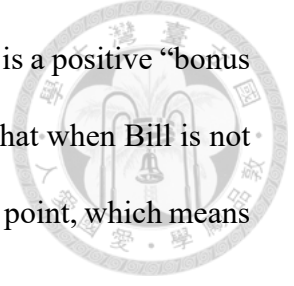 is a positive “bonus
hat when Bill is not
point, which means